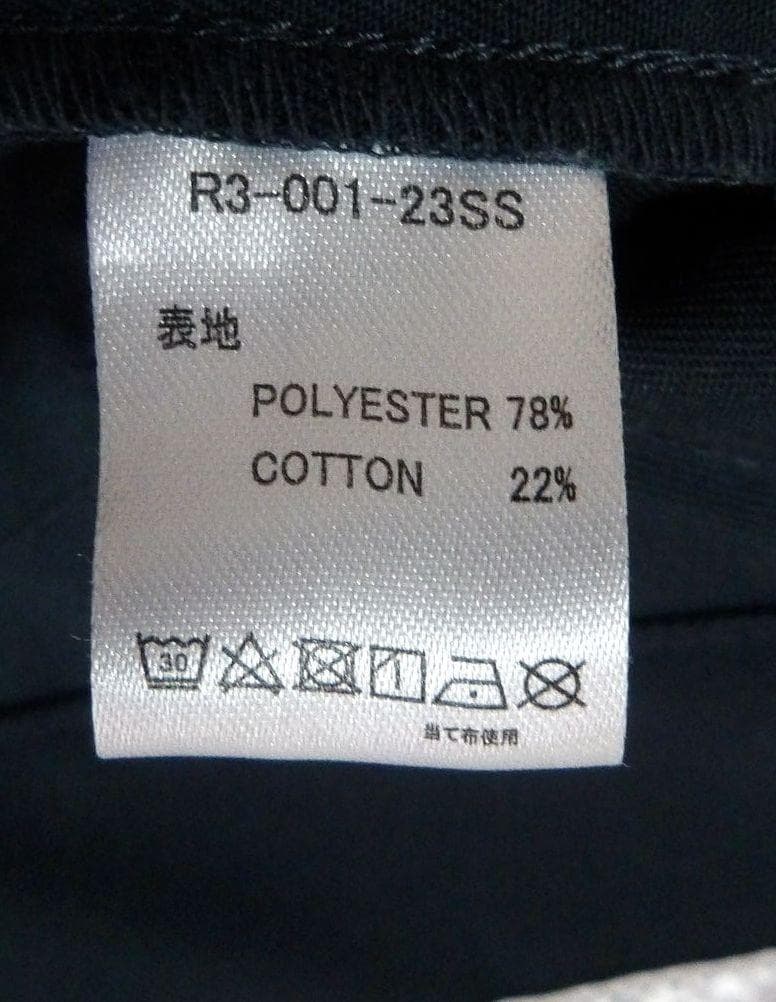 R3-001-23SS
表地
POLYESTER 78%
COTTON 22%
30
当て布使用